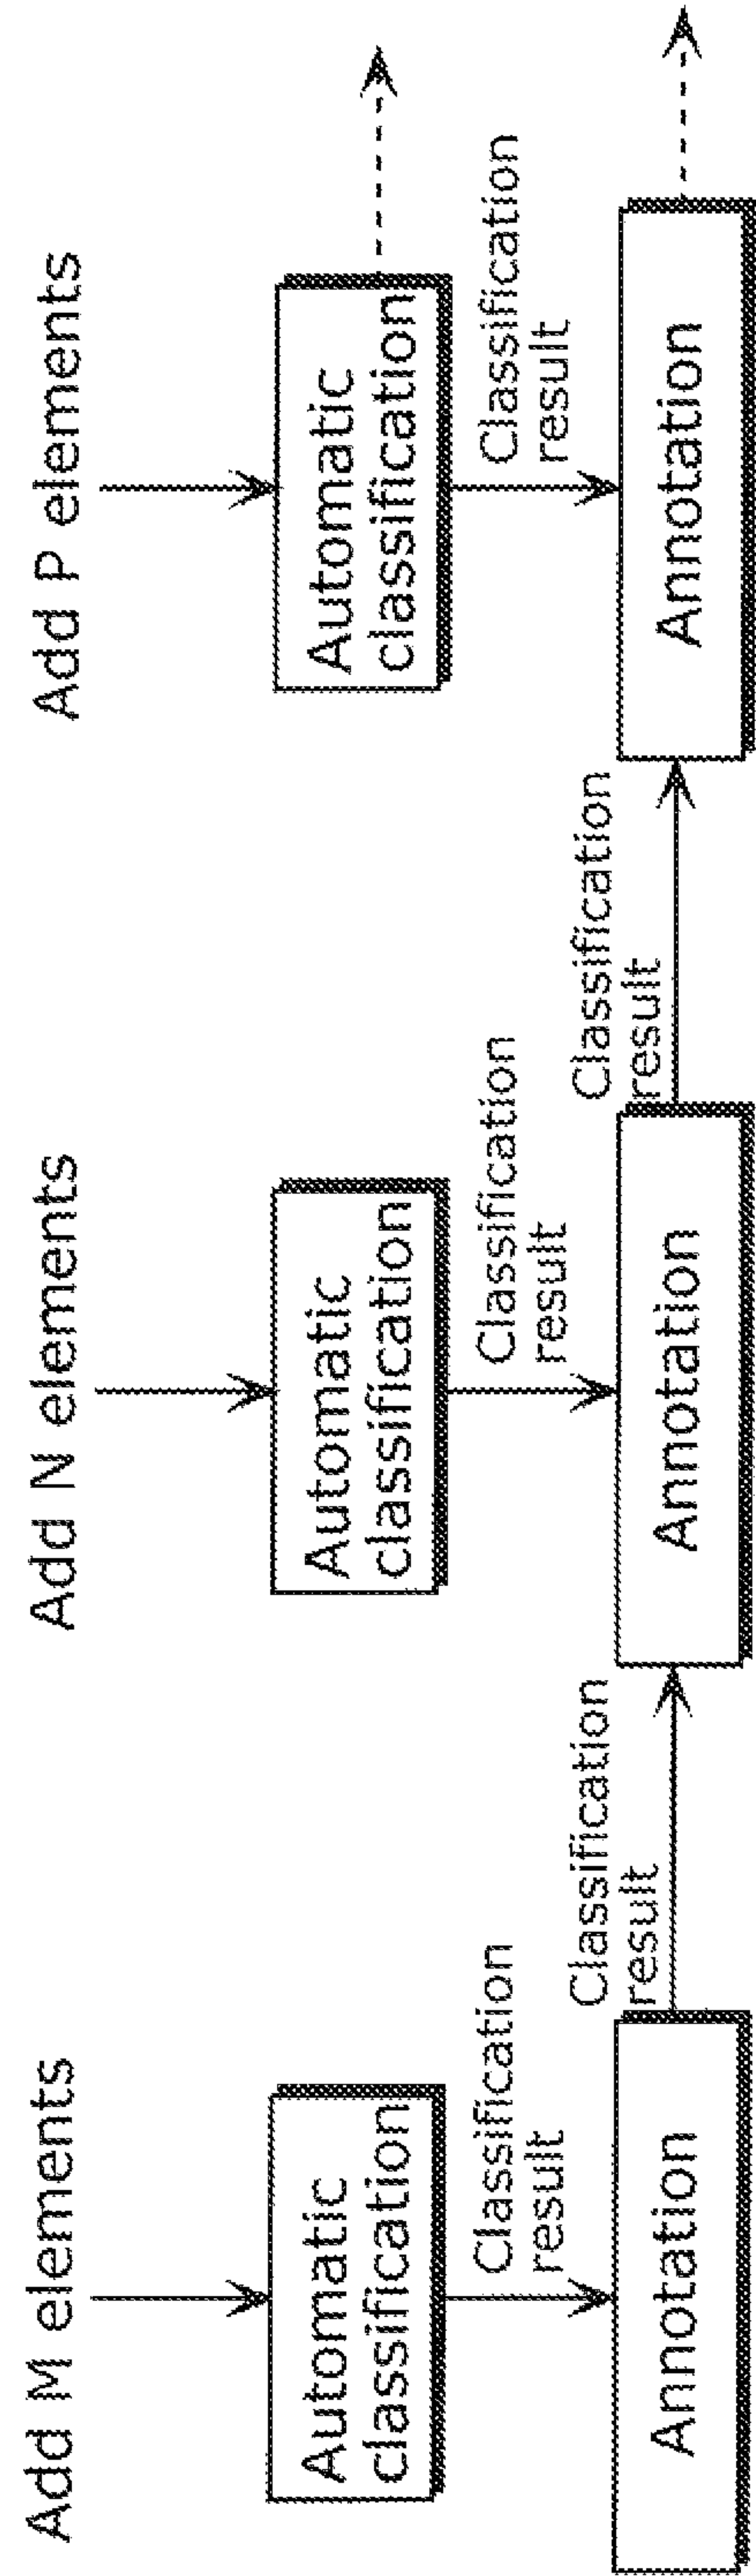 Add M elements
Automatic
classification
Classification
result
Annotation
Classification
result
Add N elements
Automatic
classification
Classification
result
Annotation
Classification
result
Add P elements
Automatic
classification
Classification
result
Annotation